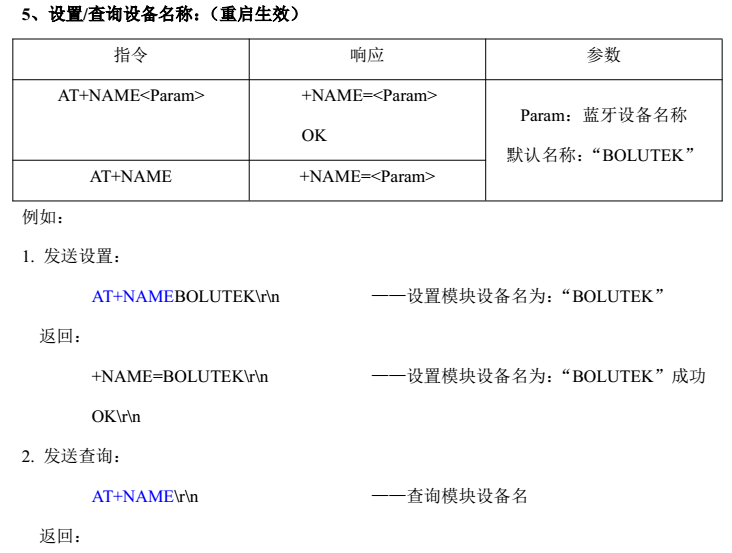 5、设置/查询设备名称：（重启生效）
指令 响应 参数
AT+NAME<Param> +NAME=<Param>
OK
Param：蓝牙设备名称
默认名称：“BOLUTEK”
AT+NAME +NAME=<Param>
例如：
1. 发送设置：
AT+NAMEBOLUTEK\r\n ——设置模块设备名为：“BOLUTEK”
返回：
+NAME=BOLUTEK\r\n ——设置模块设备名为：“BOLUTEK”成功
OK\r\n
2. 发送查询：
AT+NAME\r\n ——查询模块设备名
返回：